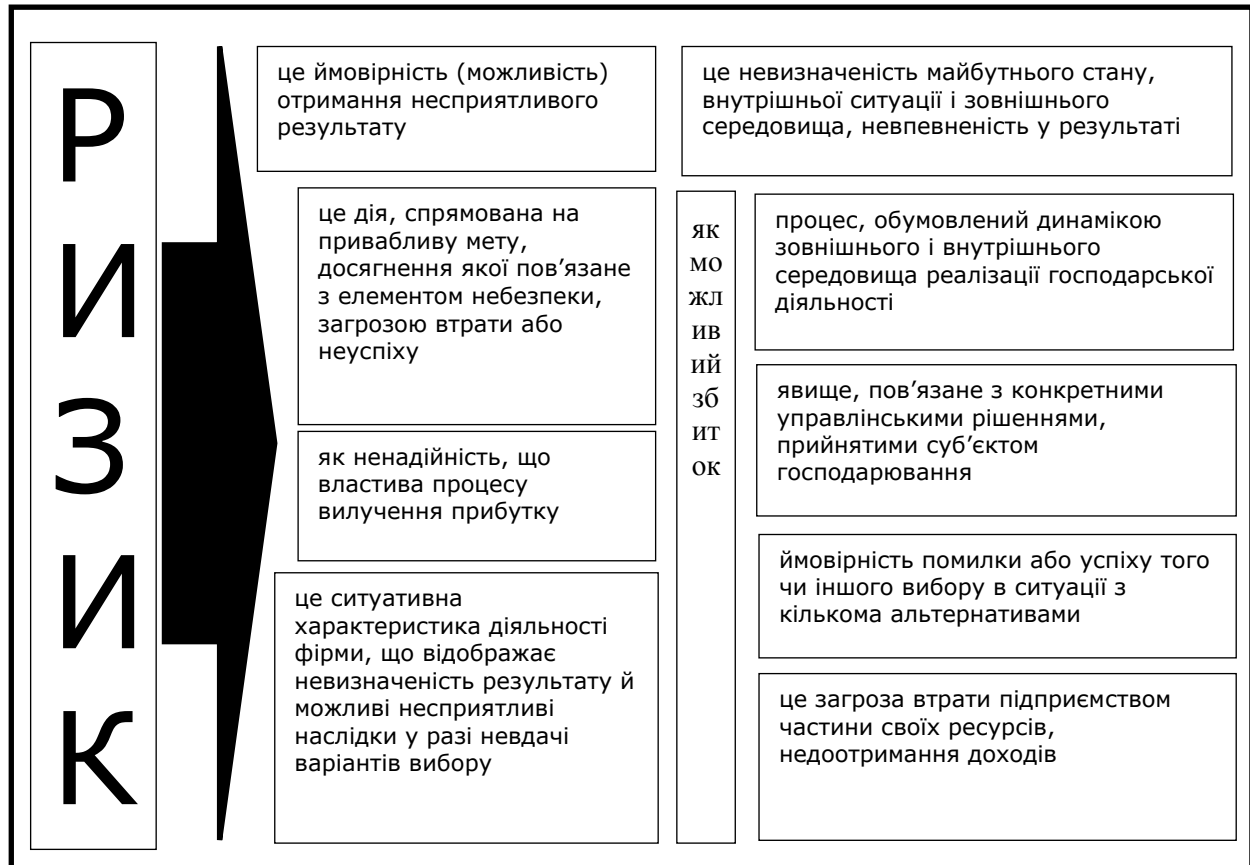 РИЗИК
це ймовірність (можливість)
отримання несприятливого
результату
це дія, спрямована на
привабливу мету,
досягнення якої пов’язане
з елементом небезпеки,
загрозою втрати або
неуспіху
як ненадійність, що
властива процесу
вилучення прибутку
це ситуативна
характеристика діяльності
фірми, що відображає
невизначеність результату й
можливі несприятливі
наслідки у разі невдачі
варіантів вибору
це невизначеність майбутнього стану,
внутрішньої ситуації і зовнішнього
середовища, невпевненість у результаті
як
мо
жл
ив
ий
зб
ит
ок
процес, обумовлений динамікою
зовнішнього і внутрішнього
середовища реалізації господарської
діяльності
явище, пов’язане з конкретними
управлінськими рішеннями,
прийнятими суб’єктом
господарювання
ймовірність помилки або успіху того
чи іншого вибору в ситуації з
кількома альтернативами
це загроза втрати підприємством
частини своїх ресурсів,
недоотримання доходів